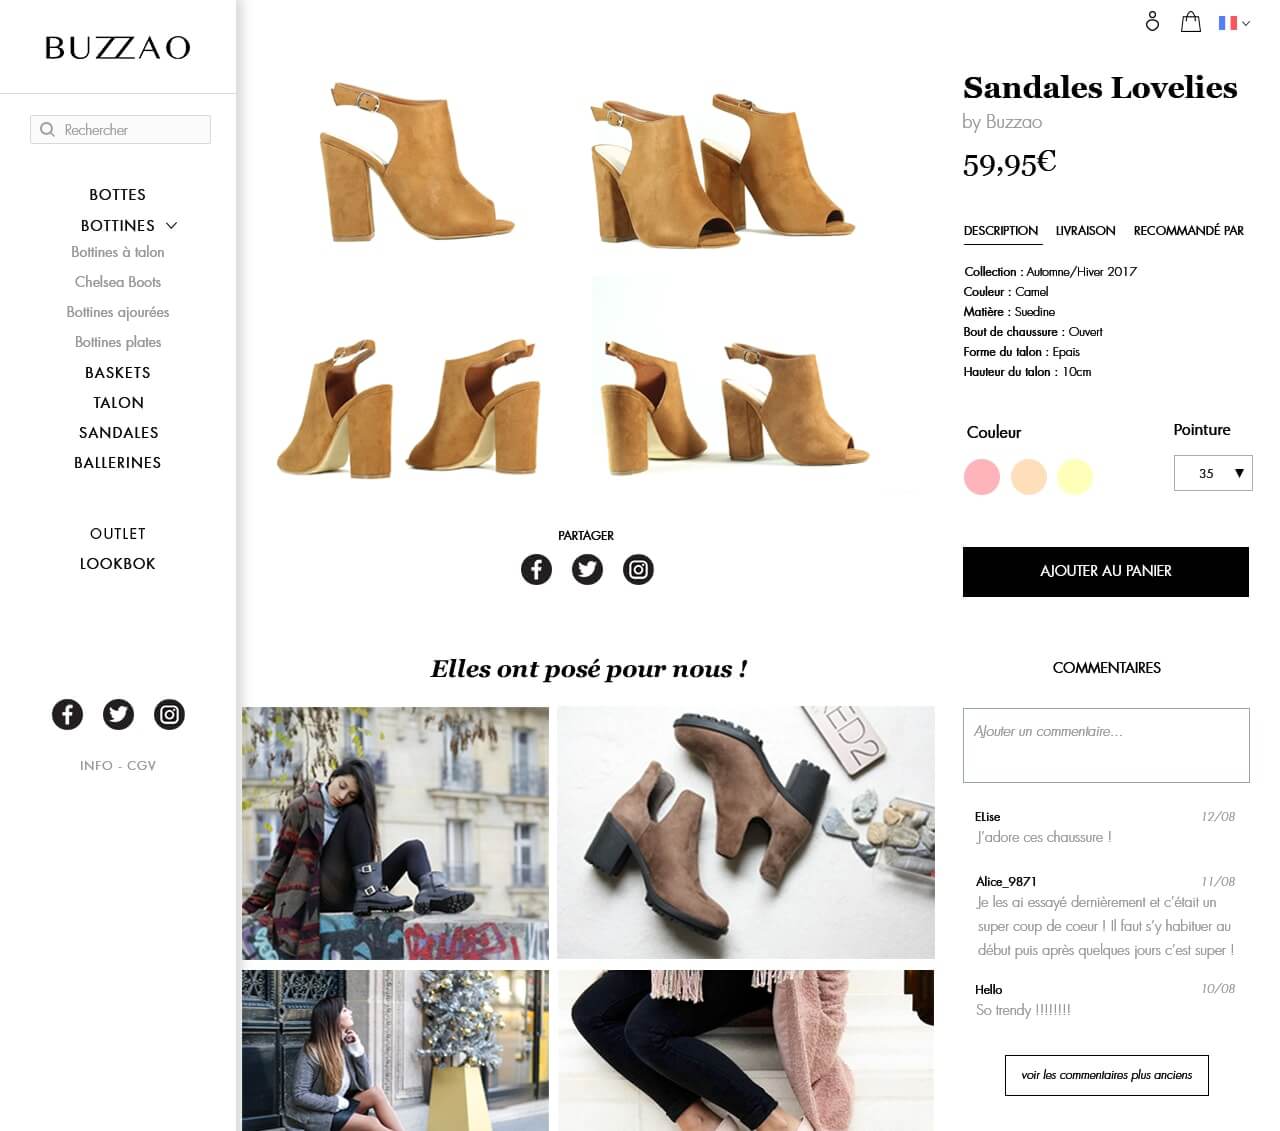 BUZZAO
Rechercher
BOTTES
BOTTINES
Bottines à talon
Chelsea Boots
Bottines ajourées
Bottines plates
BASKETS
TALON
SANDALES
BALLERINES
OUTLET
LOOKBOK
INFO - CGV
PARTAGER
Elles ont posé pour nous !
RED2
Sandales Lovelies
by Buzzao
59,95€
DESCRIPTION LIVRAISON RECOMMANDÉ PAR
Collection : Automne/Hiver 2017
Couleur : Camel
Matière : Suedine
Bout de chaussure : Ouvert
Forme du talon : Epais
Hauteur du talon : 10cm
Couleur
Pointure
35
AJOUTER AU PANIER
COMMENTAIRES
Ajouter un commentaire...
ELise 12/08
J'adore ces chaussure !
Alice_9871 11/08
Je les ai essayé dernièrement et c'était un
super coup de coeur ! Il faut s'y habituer au
début puis après quelques jours c'est super !
Hello 10/08
So trendy !!!!!!!!
voir les commentaires plus anciens